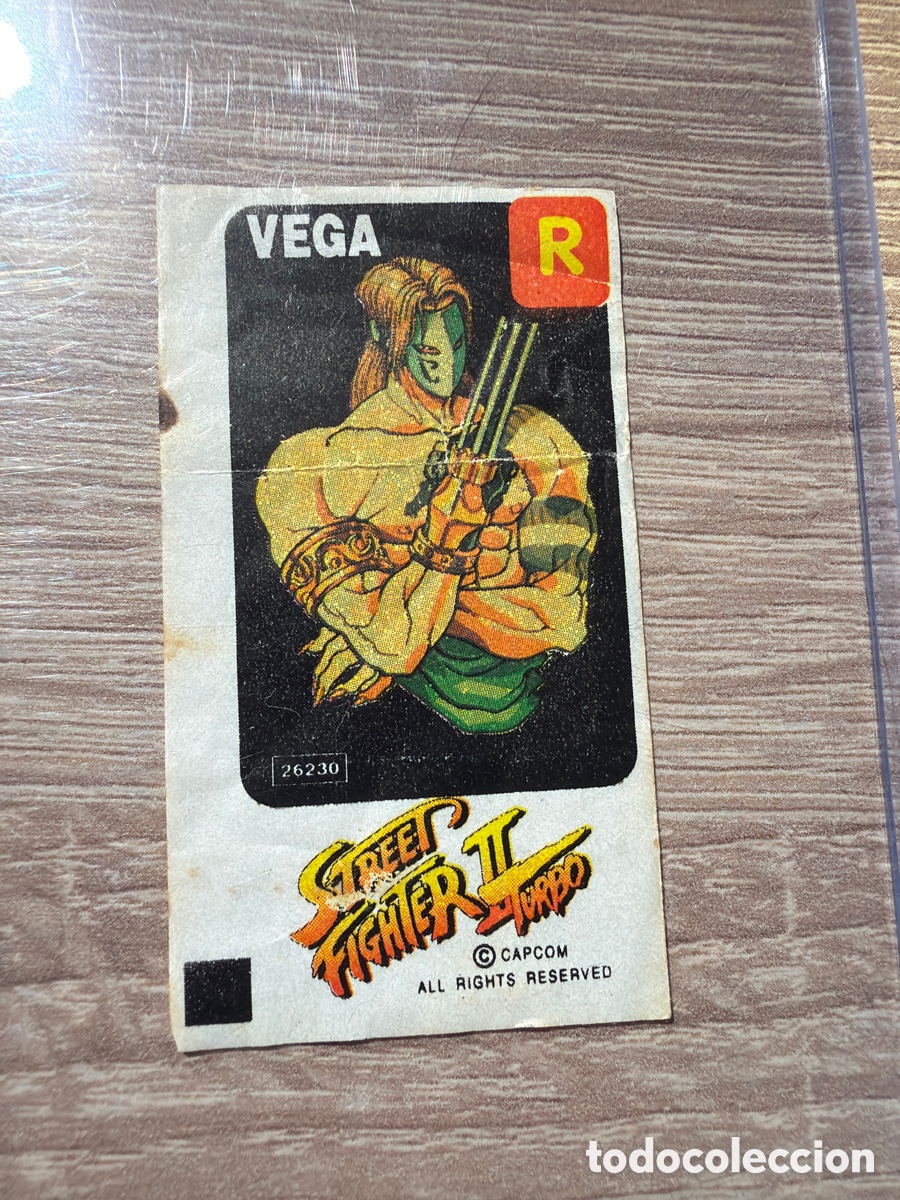 VEGA
R
26230
STREET
FIGHTER II
TURBO
© CAPCOM
ALL RIGHTS RESERVED
todocoleccion